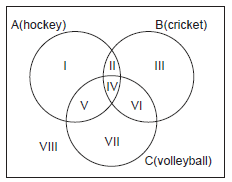 A(hockey) B(cricket)
I II III
IV
V VI
VIII VII
C(volleyball)